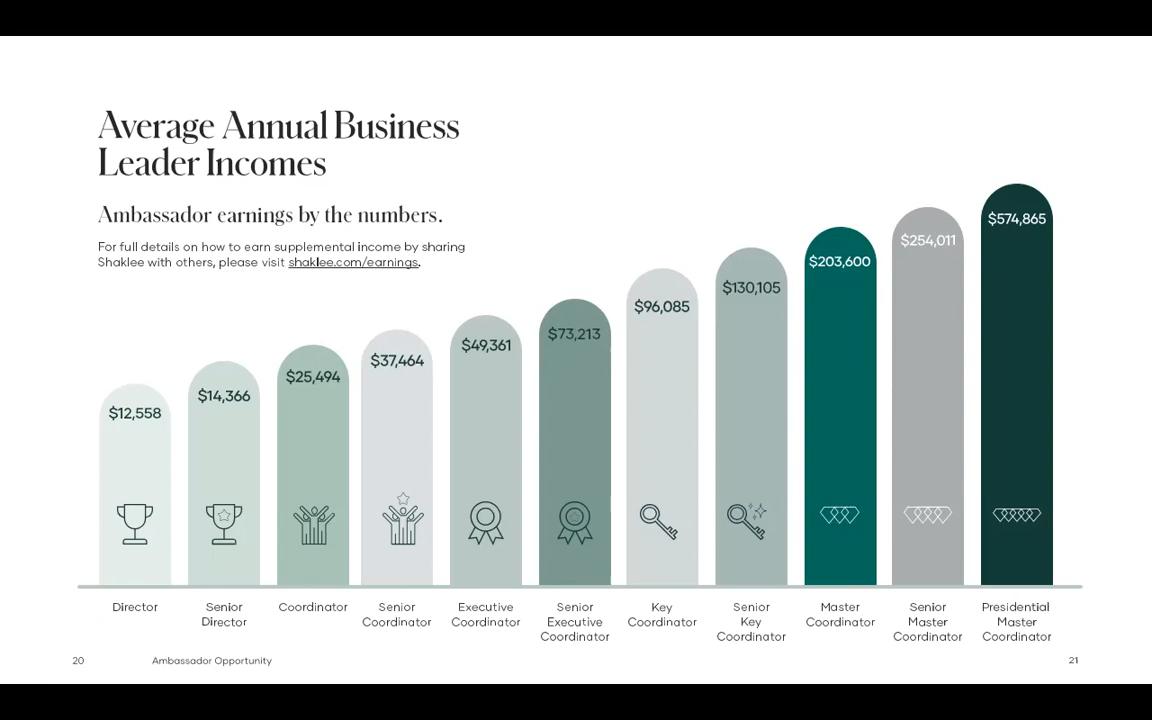 Average Annual Business
Leader Incomes
Ambassador earnings by the numbers.
For full details on how to earn supplemental income by sharing
Shaklee with others, please visit shaklee.com/earnings.
$12,558
$14,366
$25,494
$37,464
$49,361
$73,213
$96,085
$130,105
$203,600
$254,011
$574,865
Director
Senior
Director
Coordinator
Senior
Coordinator
Executive
Coordinator
Senior
Executive
Coordinator
Key
Coordinator
Senior
Key
Coordinator
Master
Coordinator
Senior
Master
Coordinator
Presidential
Master
Coordinator
20
Ambassador Opportunity
21